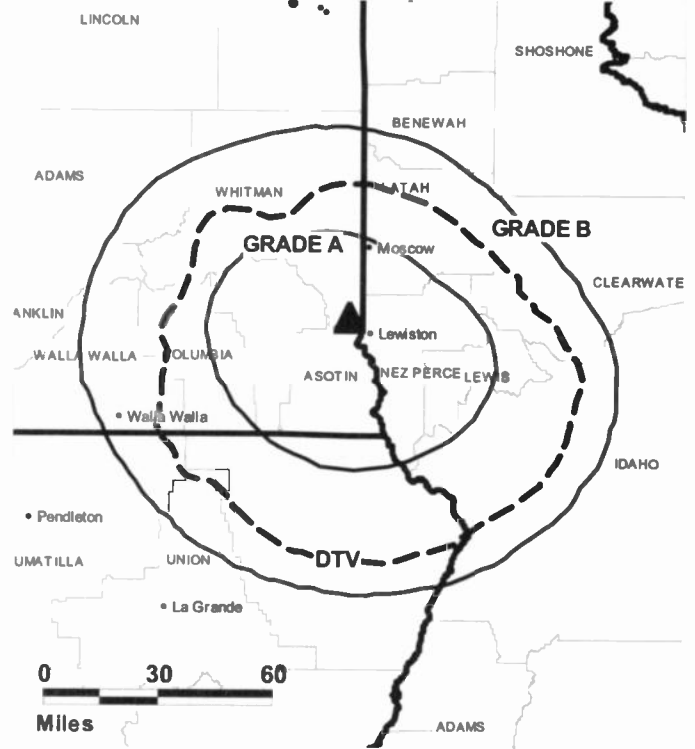 LINCOLN
SHOSHONE
BENEWAH
ADAMS
WHITMAN
LATAH
GRADE B
GRADE A
Moscow
CLEARWATE
ANKLIN
Lewiston
WALLA WALLA
OLUMBIA
ASOTIN
NEZ PERCE
LEWIS
Walla Walla
IDAHO
Pendleton
DTV
UMATILLA
UNION
La Grande
0 30 60
Miles
ADAMS